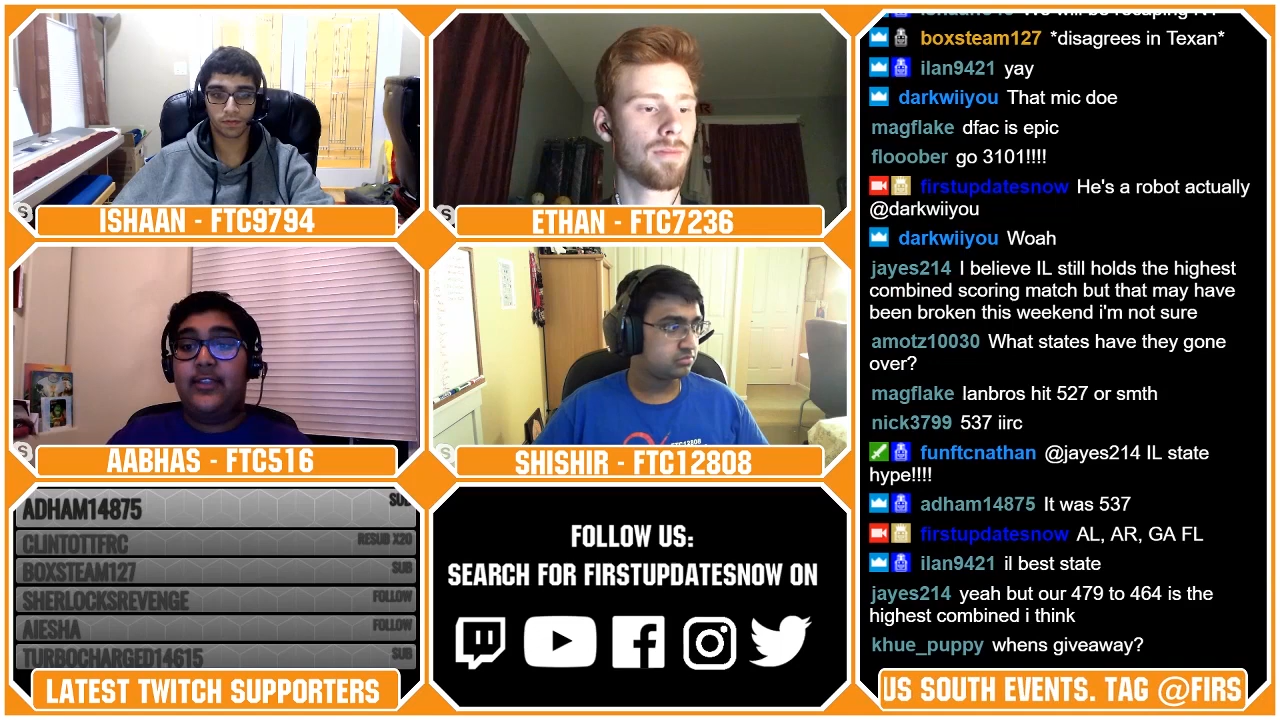 ISHAAN - FTC9794
ETHAN - FTC7236
AABHAS - FTC516
SHISHIR - FTC12808
FTC12808
ADHAM14875 SUB
CLINTOTTFRC RESUB X20
BOXSTEAM127 SUB
SHERLOCKSREVENGE FOLLOW
AIESHA FOLLOW
TURBOCHARGED14615 SUB
LATEST TWITCH SUPPORTERS
FOLLOW US:
SEARCH FOR FIRSTUPDATESNOW ON
boxsteam127 *disagrees in Texan*
ilan9421 yay
darkwiiyou That mic doe
magflake dfac is epic
flooober go 3101!!!!
firstupdatesnow He's a robot actually
@darkwiiyou
darkwiiyou Woah
jayes214 I believe IL still holds the highest
combined scoring match but that may have
been broken this weekend i'm not sure
amotz10030 What states have they gone
over?
magflake lanbros hit 527 or smth
nick3799 537 iirc
funftcnathan @jayes214 IL state
hype!!!!
adham14875 It was 537
firstupdatesnow AL, AR, GA FL
ilan9421 il best state
jayes214 yeah but our 479 to 464 is the
highest combined i think
khue_puppy whens giveaway?
US SOUTH EVENTS. TAG @FIRS